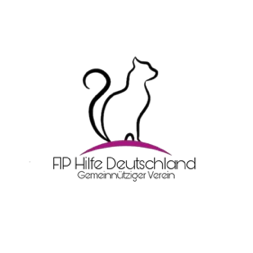 FIP Hilfe Deutschland
Gemeinnütziger Verein